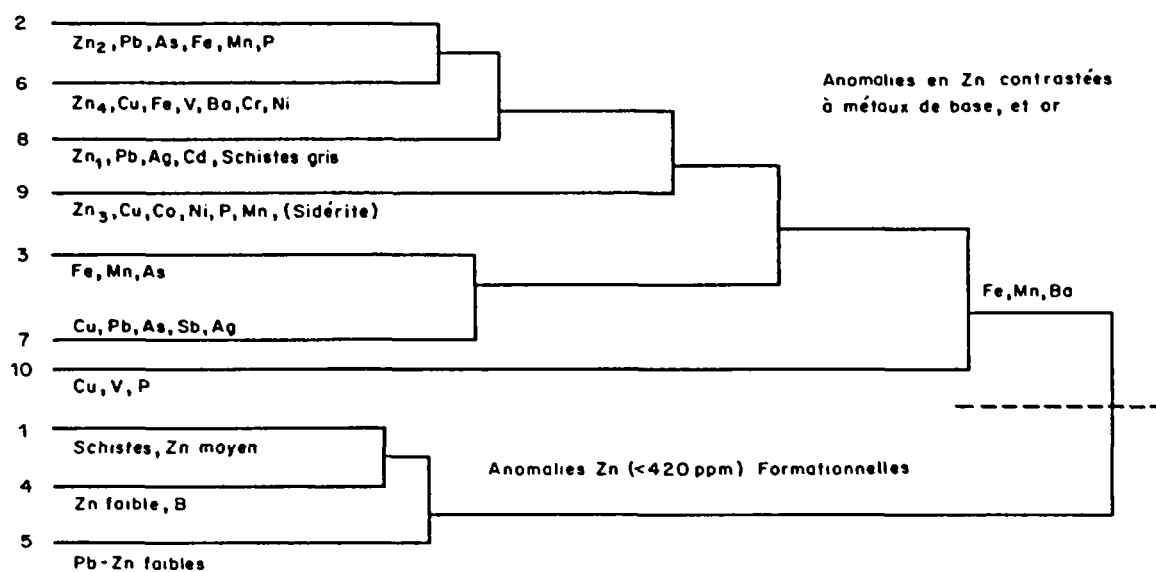 2
Zn2, Pb, As, Fe, Mn, P
6
Zn4, Cu, Fe, V, Ba, Cr, Ni
8
Zn1, Pb, Ag, Cd, Schistes gris
9
Zn3, Cu, Co, Ni, P, Mn, (Sidérite)
3
Fe, Mn, As
7
Cu, Pb, As, Sb, Ag
10
Cu, V, P
1
Schistes, Zn moyen
4
Zn faible, B
5
Pb-Zn faibles
Anomalies en Zn contrastées
à métaux de base, et or
Fe, Mn, Ba
Anomalies Zn (<420 ppm) Formationnelles